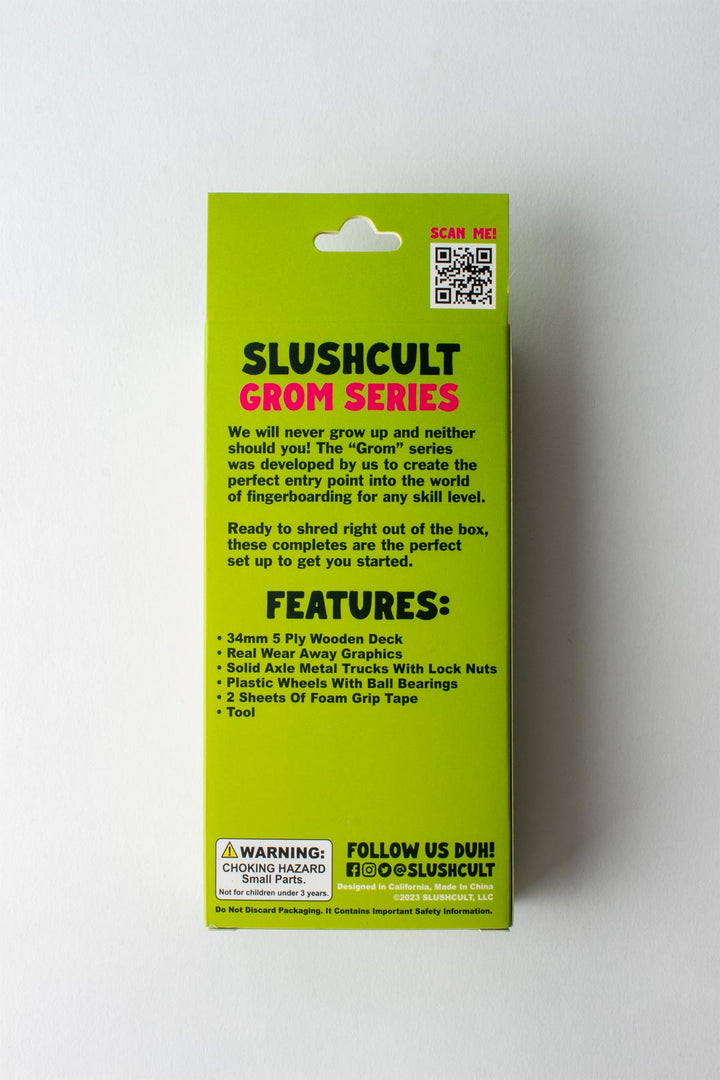 SCAN ME!
SLUSHCULT
GROM SERIES
We will never grow up and neither
should you! The “Grom” series
was developed by us to create the
perfect entry point into the world
of fingerboarding for any skill level.
Ready to shred right out of the box,
these completes are the perfect
set up to get you started.
FEATURES:
• 34mm 5 Ply Wooden Deck
• Real Wear Away Graphics
• Solid Axle Metal Trucks With Lock Nuts
• Plastic Wheels With Ball Bearings
• 2 Sheets Of Foam Grip Tape
• Tool
WARNING:
CHOKING HAZARD
Small Parts.
Not for children under 3 years.
FOLLOW US DUH!
@SLUSHCULT
Designed in California, Made In China
©2023 SLUSHCULT, LLC
Do Not Discard Packaging. It Contains Important Safety Information.